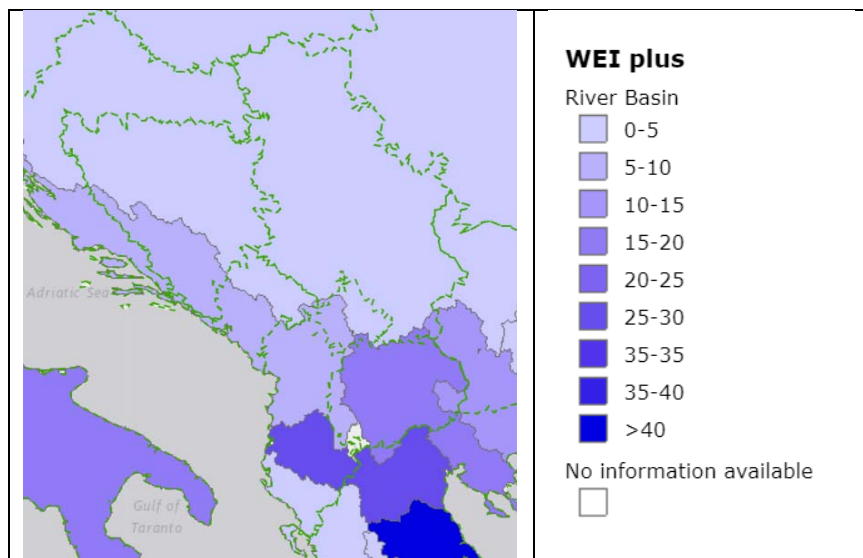 Adriatic Sea
Gulf of
Taranto
WEI plus
River Basin
0-5
5-10
10-15
15-20
20-25
25-30
35-35
35-40
>40
No information available